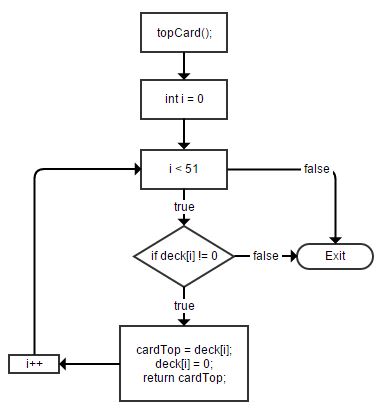 topCard();
int i = 0
i < 51
false
true
if deck[i] != 0
false
Exit
true
cardTop = deck[i];
deck[i] = 0;
return cardTop;
i++